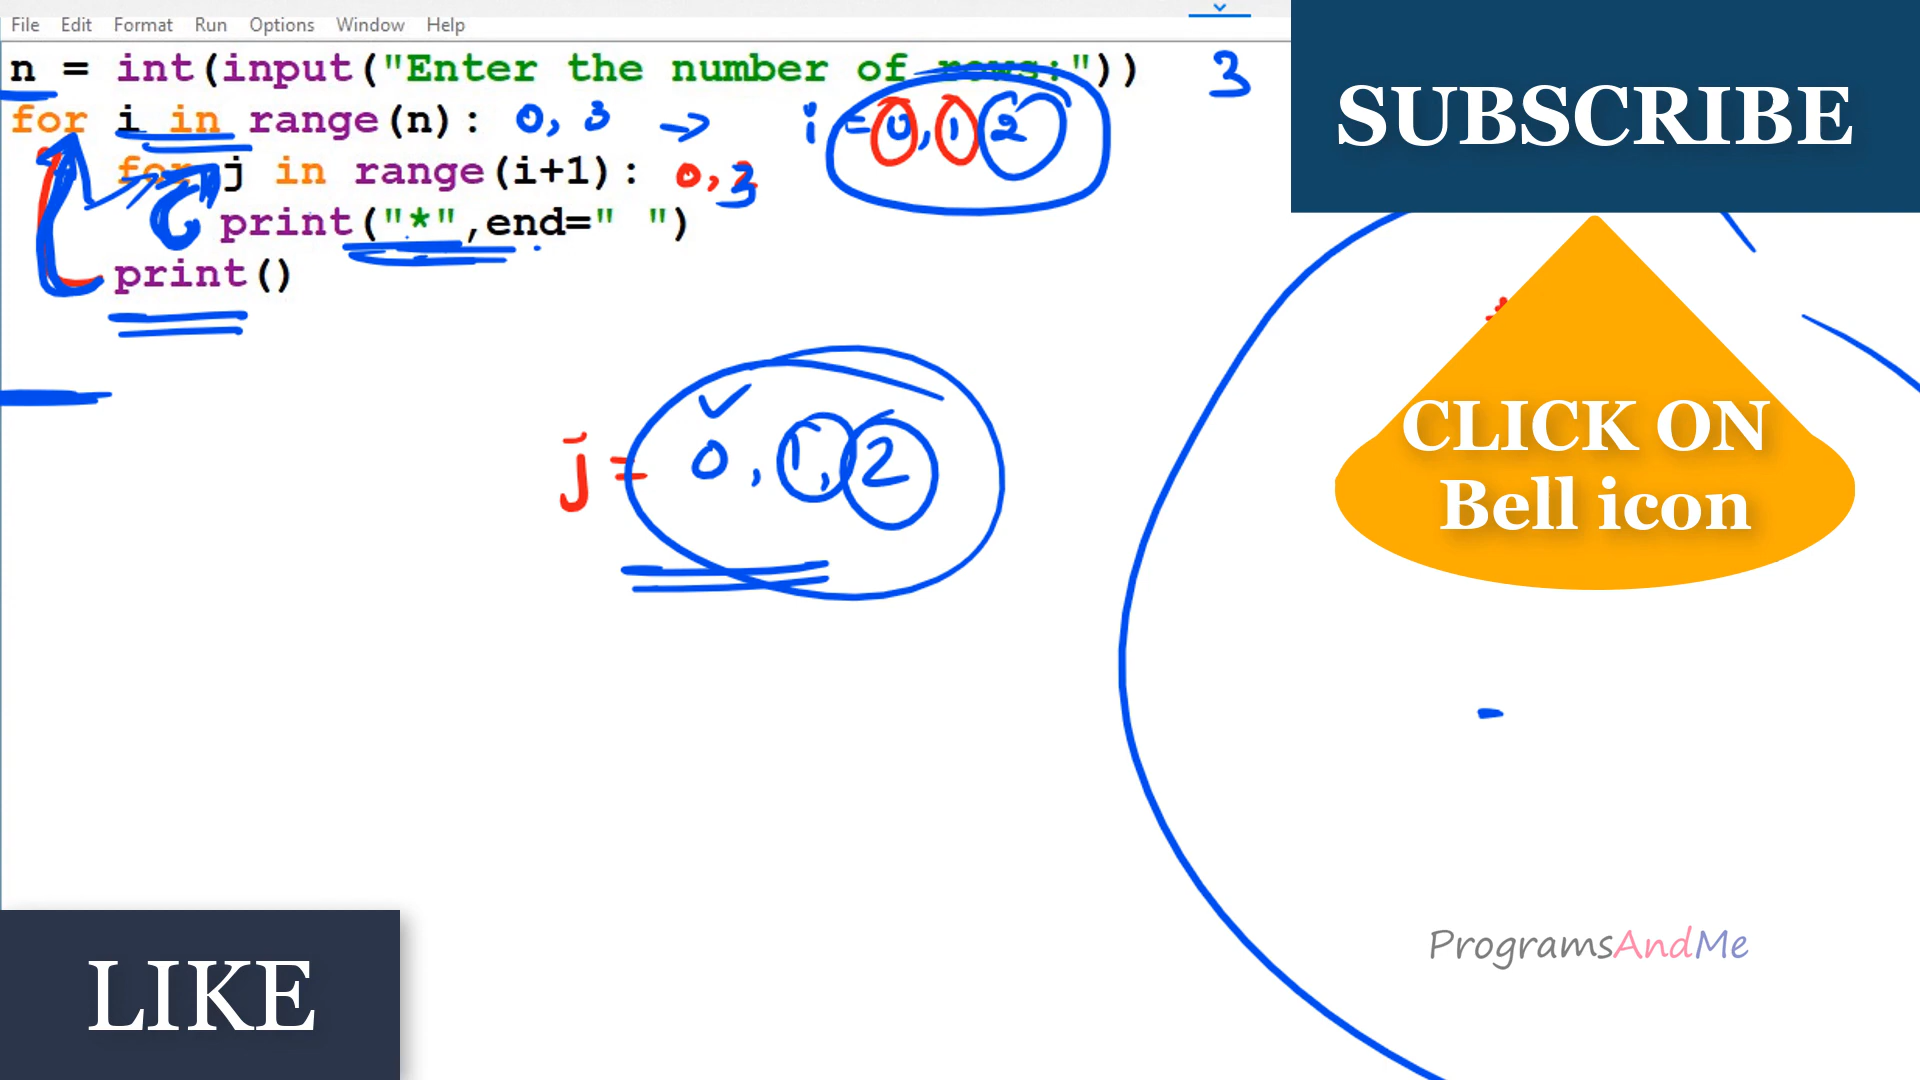 File Edit Format Run Options Window Help
n = int(input("Enter the number of rows:")) 3
for i in range(n): 0, 3 → i = 0, 1 2
for j in range(i+1): 0, 3
print("*",end=" ")
print()
j = 0, 1, 2
SUBSCRIBE
CLICK ON
Bell icon
ProgramsAndMe
LIKE